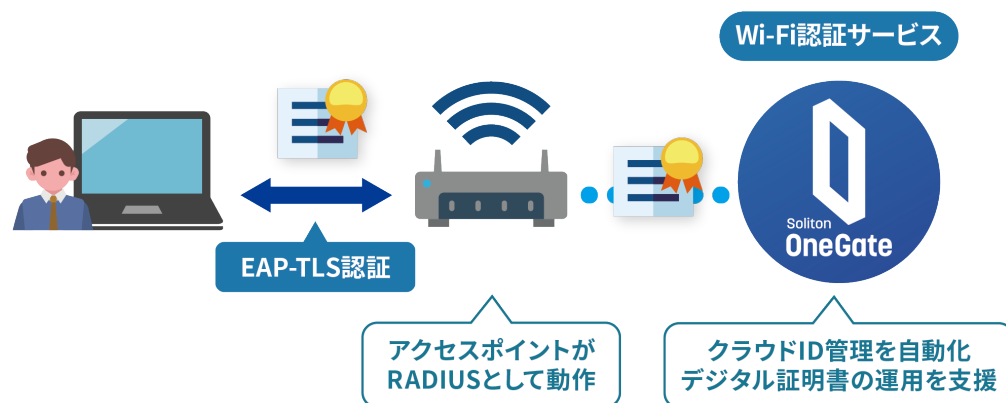 Wi-Fi認証サービス
Soliton
OneGate
EAP-TLS認証
アクセスポイントが
RADIUSとして動作
クラウドID管理を自動化
デジタル証明書の運用を支援